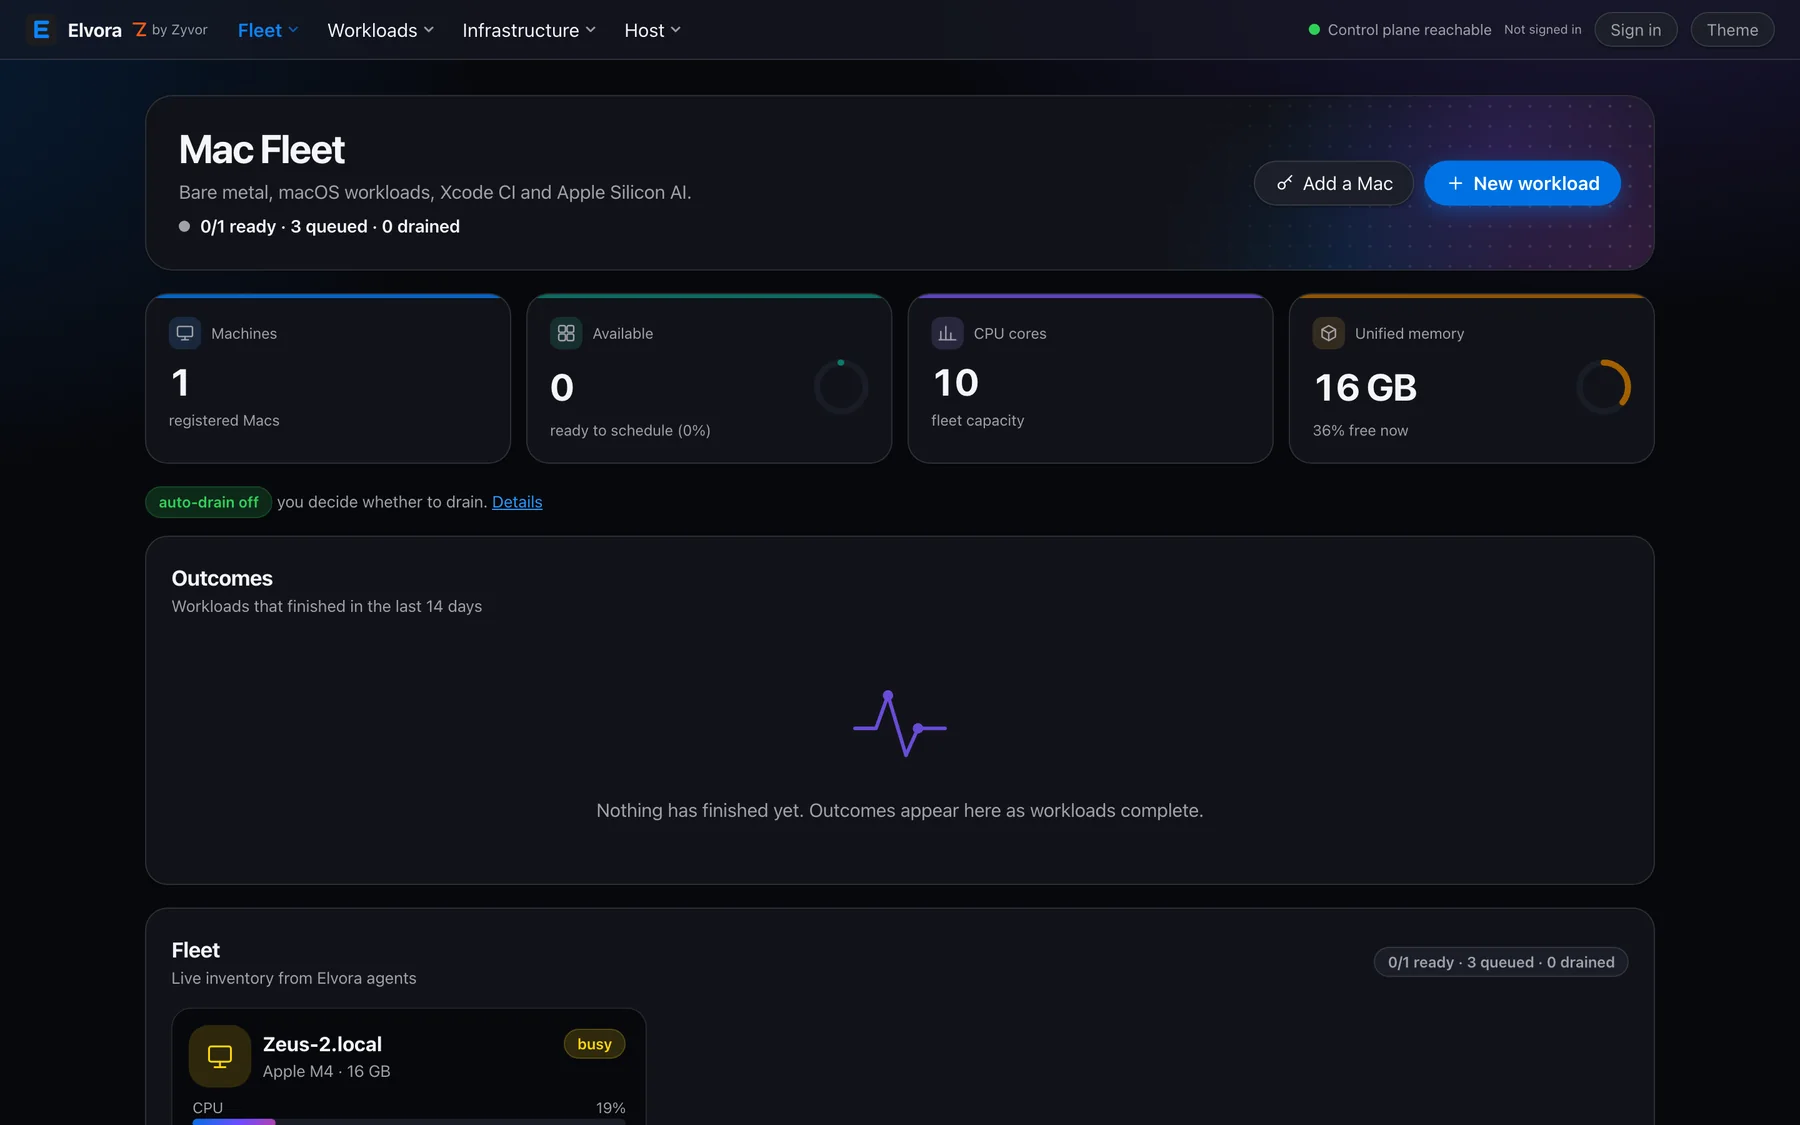 Elvora Z by Zyvor Fleet Workloads Infrastructure Host Control plane reachable Not signed in Sign in Theme
Mac Fleet
Bare metal, macOS workloads, Xcode CI and Apple Silicon AI.
0/1 ready · 3 queued · 0 drained
Add a Mac
+ New workload
Machines
1
registered Macs
Available
0
ready to schedule (0%)
CPU cores
10
fleet capacity
Unified memory
16 GB
36% free now
auto-drain off you decide whether to drain. Details
Outcomes
Workloads that finished in the last 14 days
Nothing has finished yet. Outcomes appear here as workloads complete.
Fleet
Live inventory from Elvora agents
0/1 ready · 3 queued · 0 drained
Zeus-2.local
busy
Apple M4 · 16 GB
CPU 19%